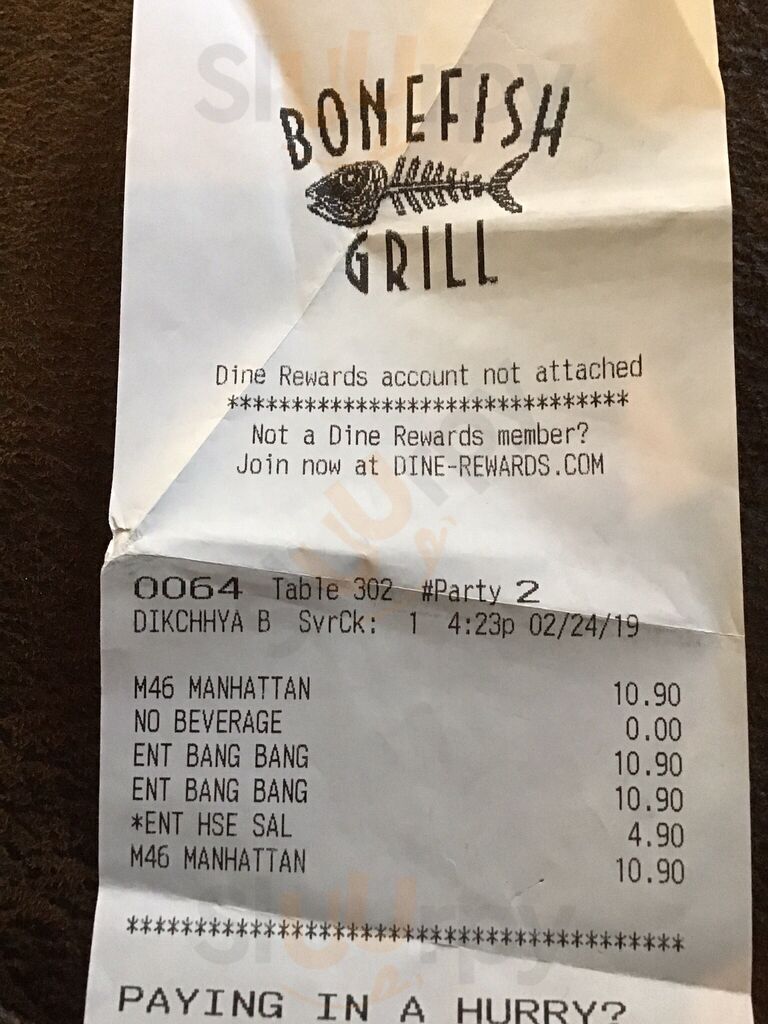 BONEFISH
GRILL
Dine Rewards account not attached
*******************************
Not a Dine Rewards member?
Join now at DINE-REWARDS.COM
0064 Table 302 #Party 2
DIKCHHYA B SvrCk: 1 4:23p 02/24/19
M46 MANHATTAN 10.90
NO BEVERAGE 0.00
ENT BANG BANG 10.90
ENT BANG BANG 10.90
*ENT HSE SAL 4.90
M46 MANHATTAN 10.90
*****************************************
PAYING IN A HURRY?
slUUrpy